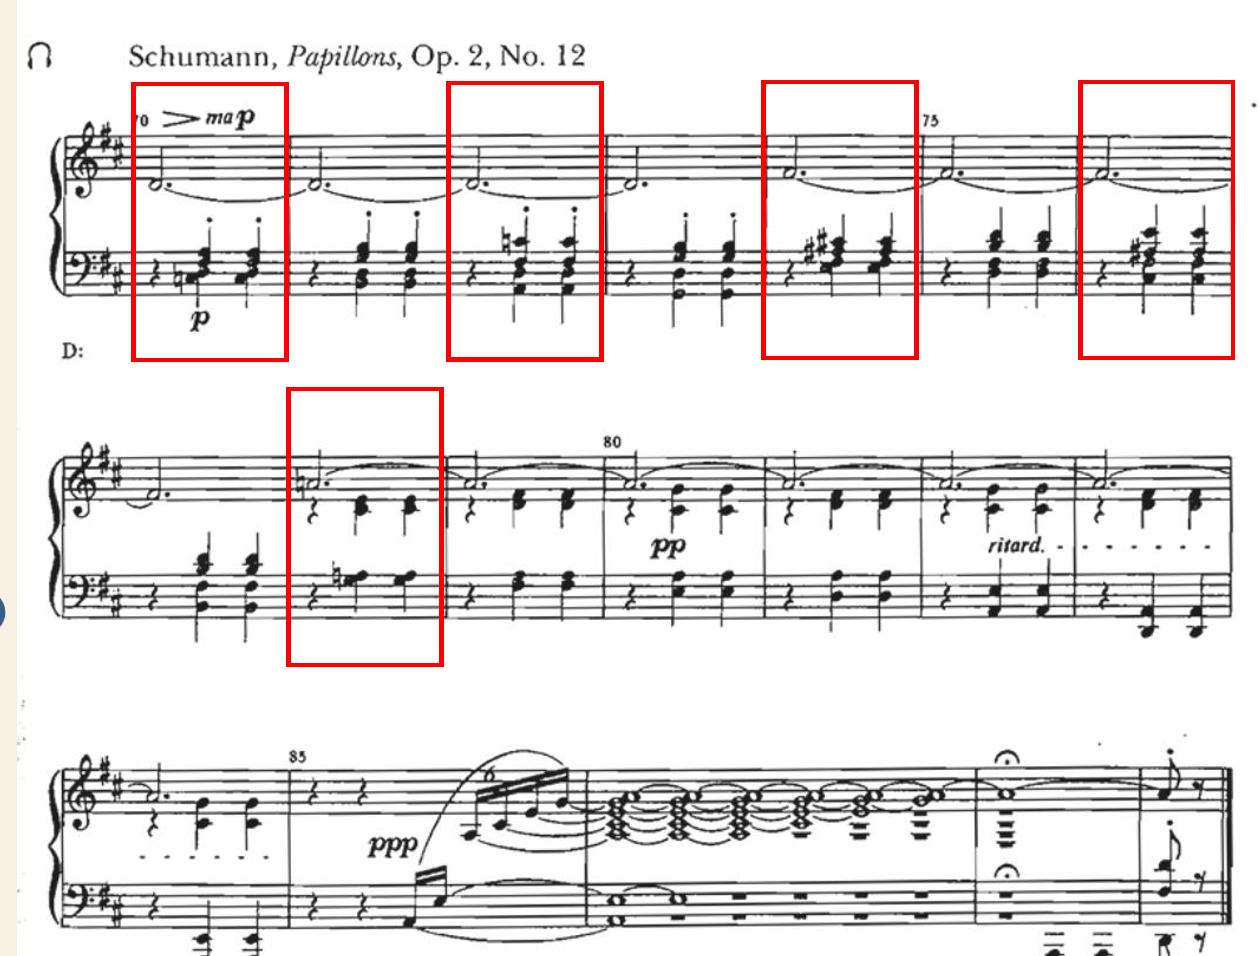 Schumann, Papillons, Op. 2, No. 12
70 ma p
75
p
D:
80
pp
ritard.
85
6
ppp